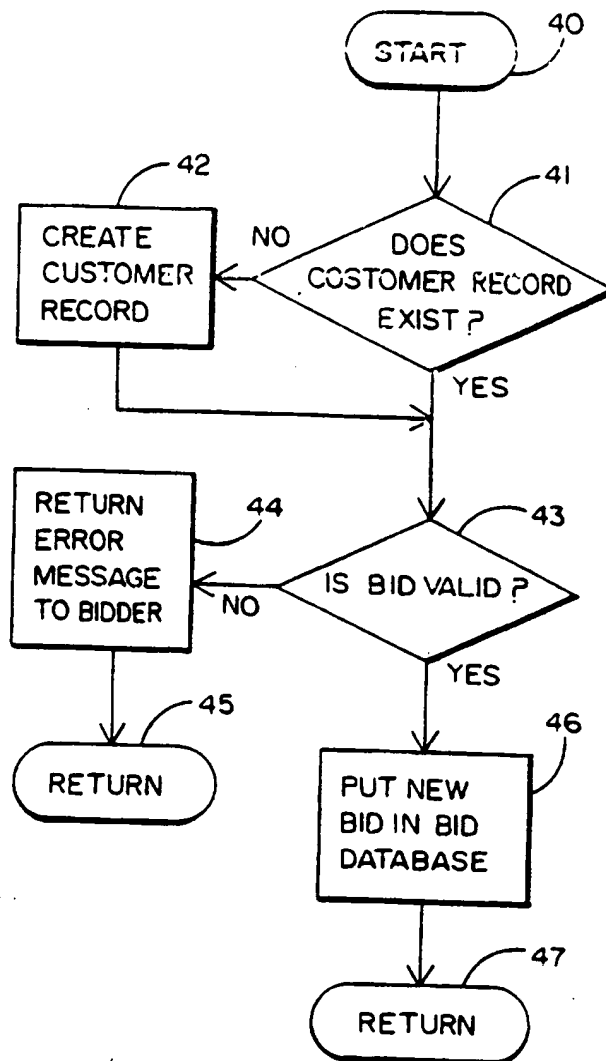 START
40
42
41
CREATE
CUSTOMER
RECORD
NO
DOES
COSTOMER RECORD
EXIST?
YES
RETURN
ERROR
MESSAGE
TO BIDDER
44
43
IS BID VALID?
NO
YES
45
RETURN
46
PUT NEW
BID IN BID
DATABASE
47
RETURN